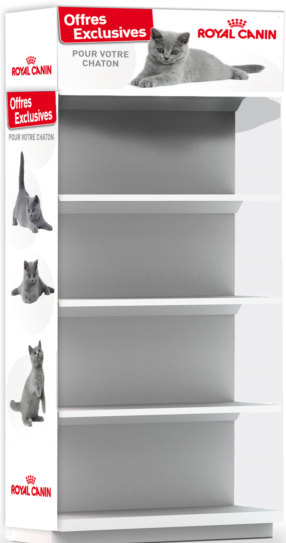 Offres
Exclusives
POUR VOTRE
CHATON
ROYAL CANIN
ROYAL CANIN
Offres
Exclusives
POUR VOTRE CHATON
ROYAL CANIN